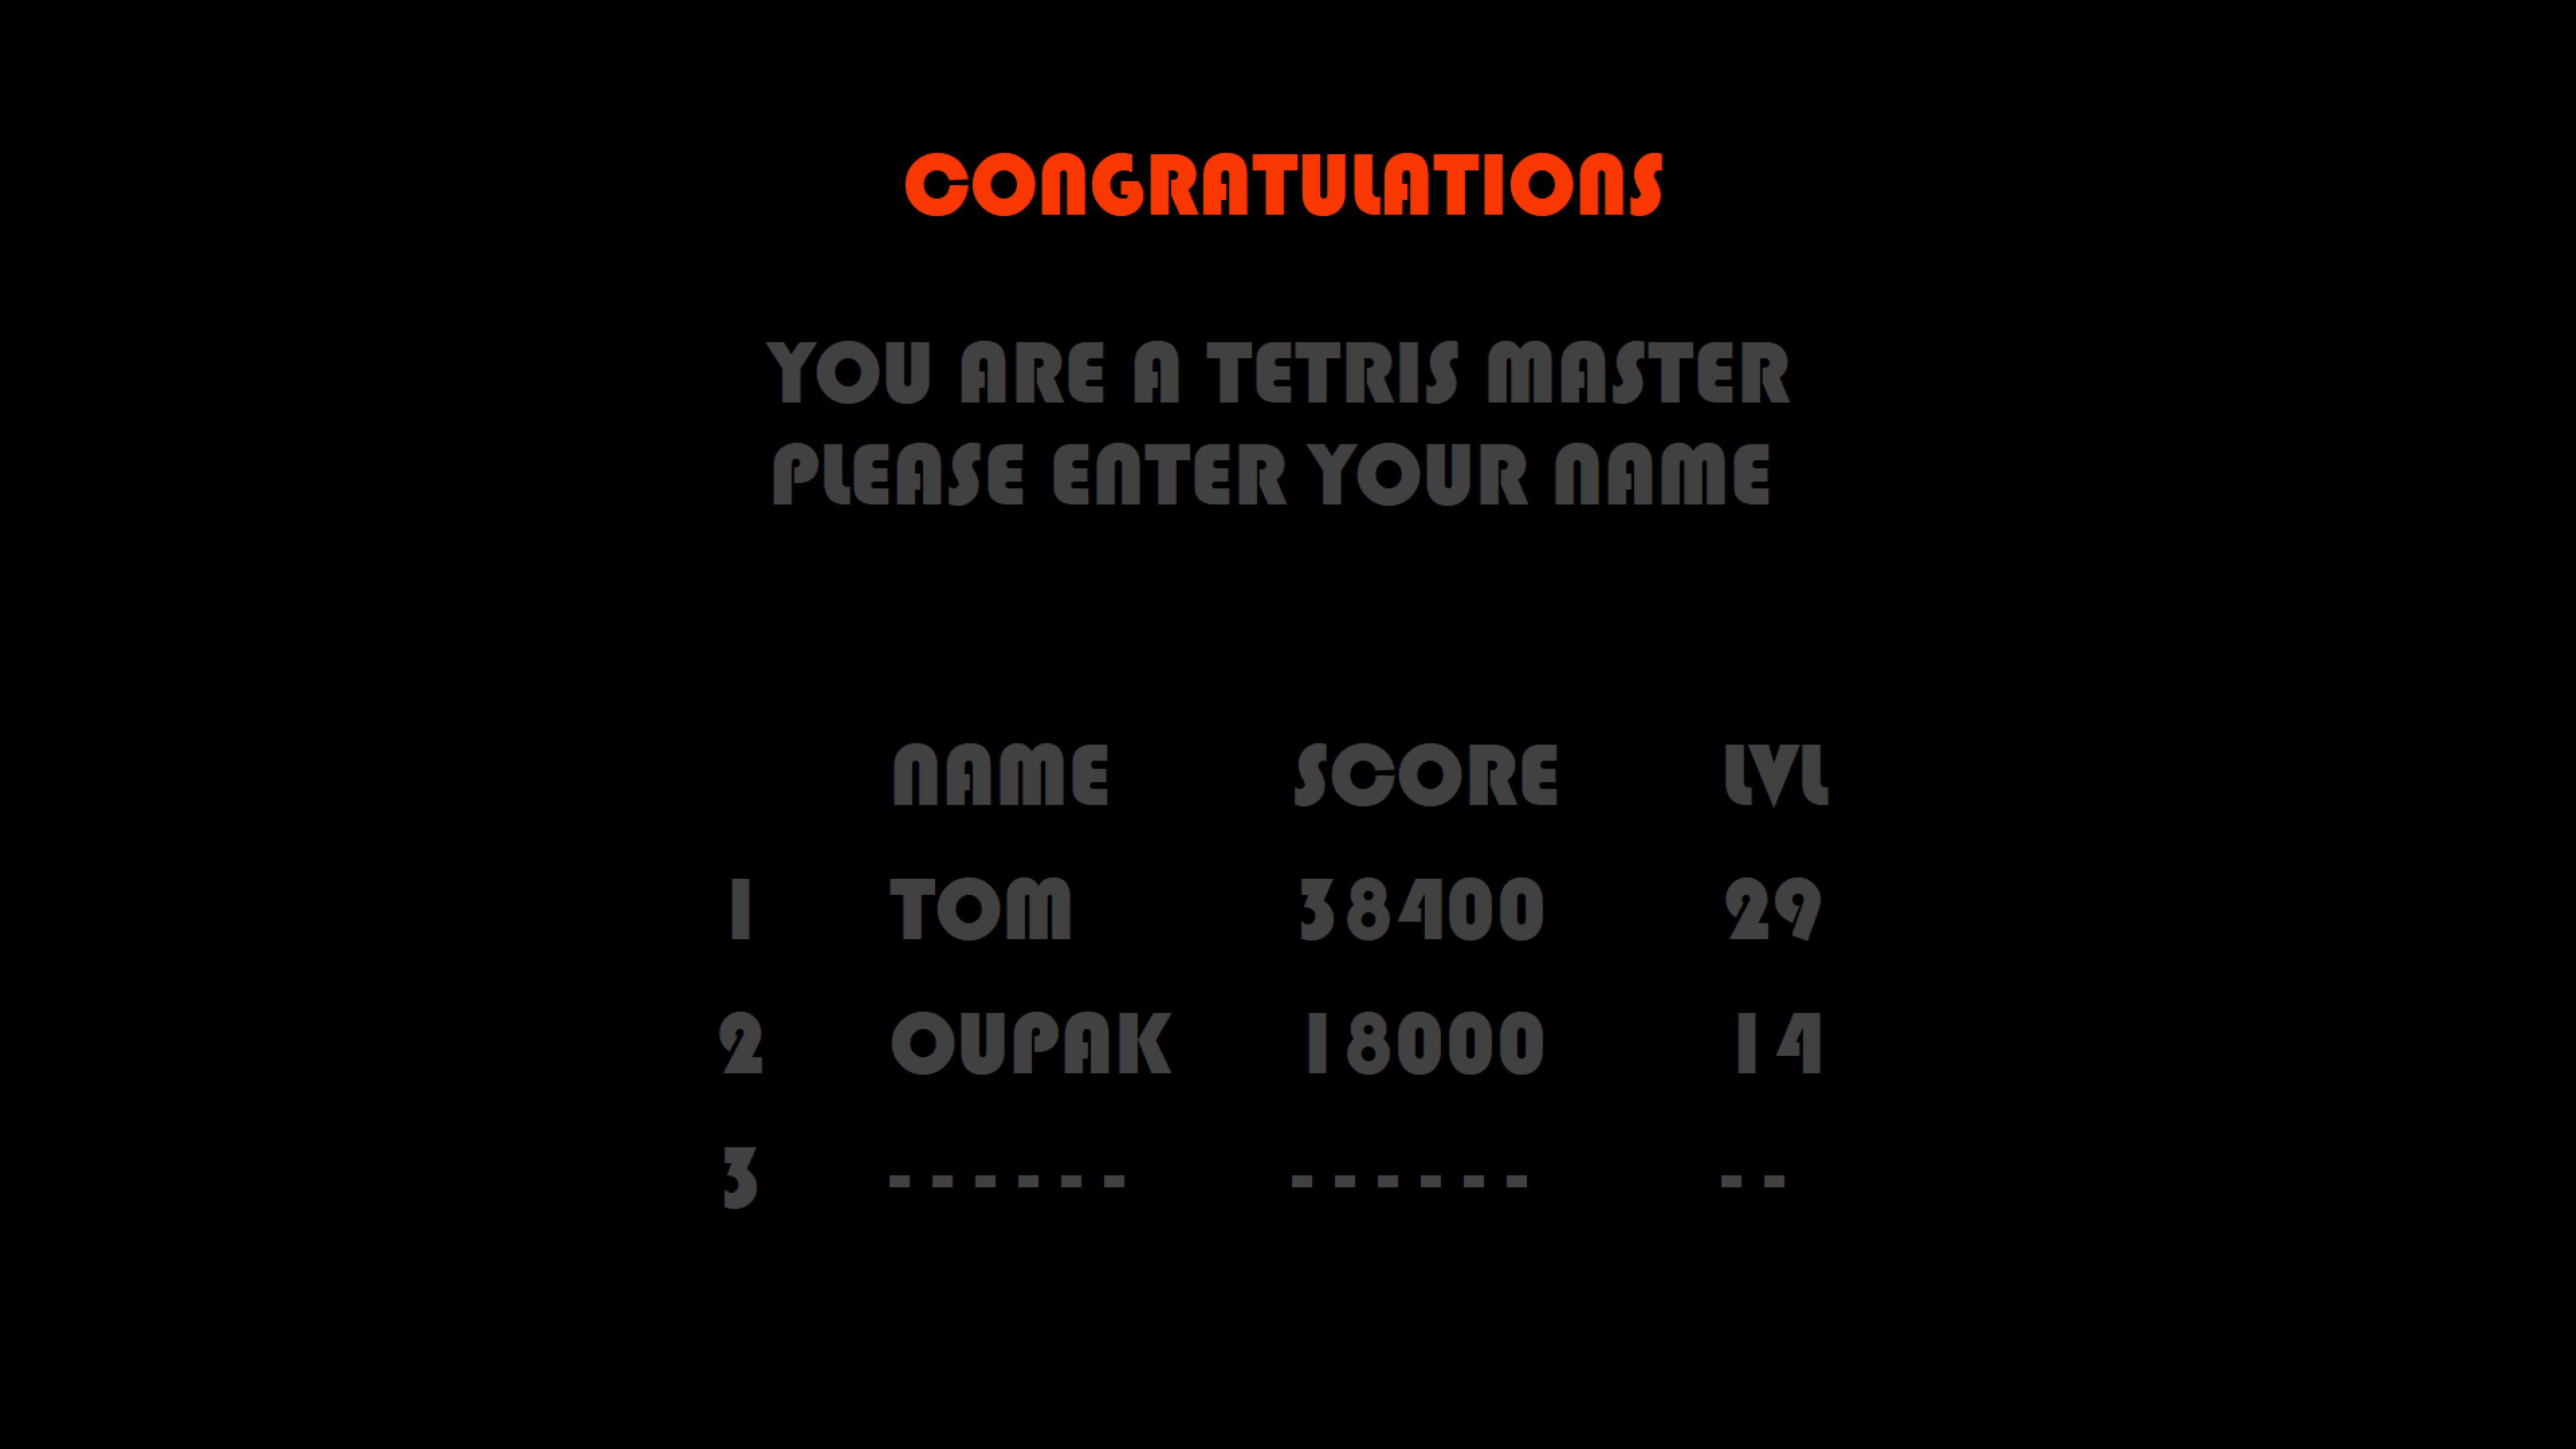 CONGRATULATIONS
YOU ARE A TETRIS MASTER
PLEASE ENTER YOUR NAME
NAME SCORE LVL
1 TOM 38400 29
2 OUPAK 18000 14
3 ------ ------ --